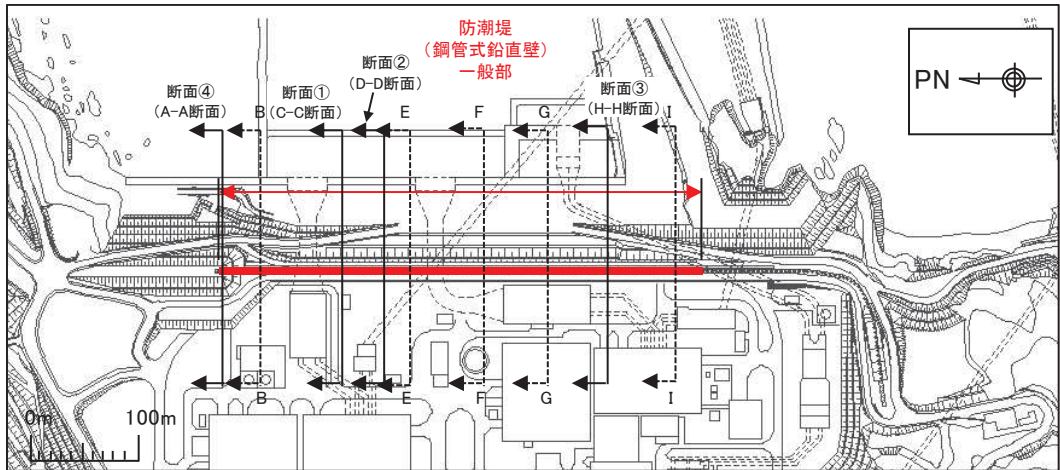 防潮堤
（鋼管式鉛直壁）
一般部
断面④
（A-A断面）
B
断面①
（C-C断面）
断面②
（D-D断面）
E
F
G
断面③
（H-H断面）
I
PN
B
E
F
G
I
0m
100m